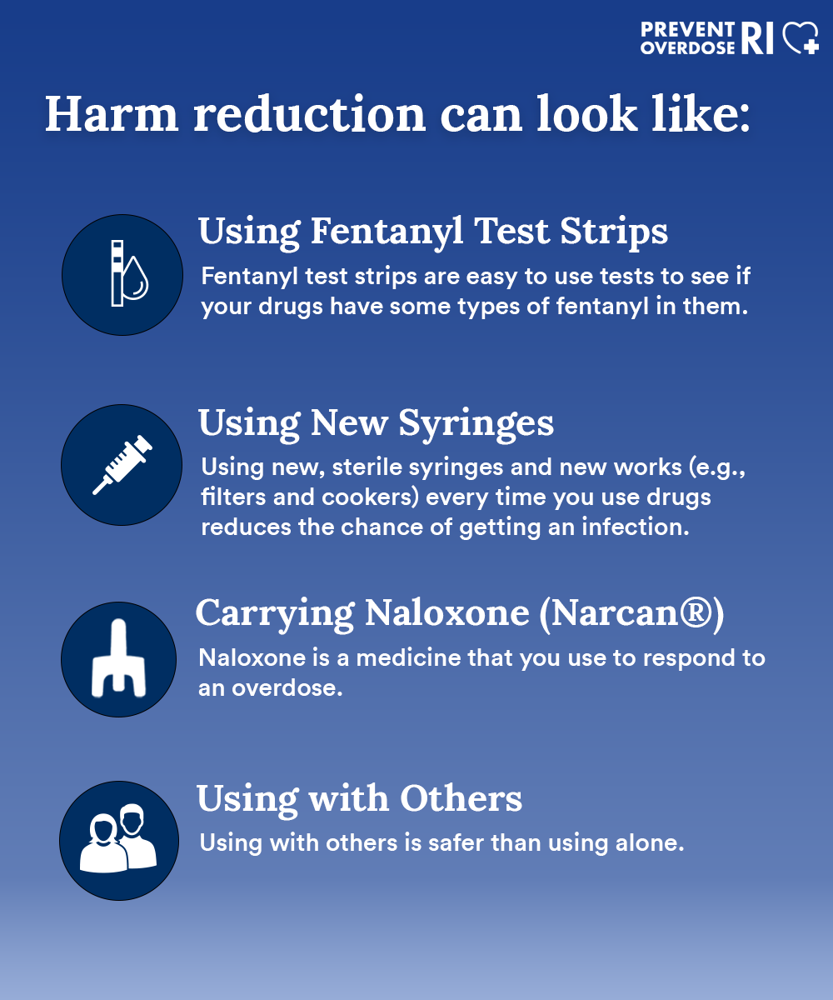 PREVENT
OVERDOSE RI
Harm reduction can look like:
Using Fentanyl Test Strips
Fentanyl test strips are easy to use tests to see if
your drugs have some types of fentanyl in them.
Using New Syringes
Using new, sterile syringes and new works (e.g.,
filters and cookers) every time you use drugs
reduces the chance of getting an infection.
Carrying Naloxone (Narcan®)
Naloxone is a medicine that you use to respond to
an overdose.
Using with Others
Using with others is safer than using alone.